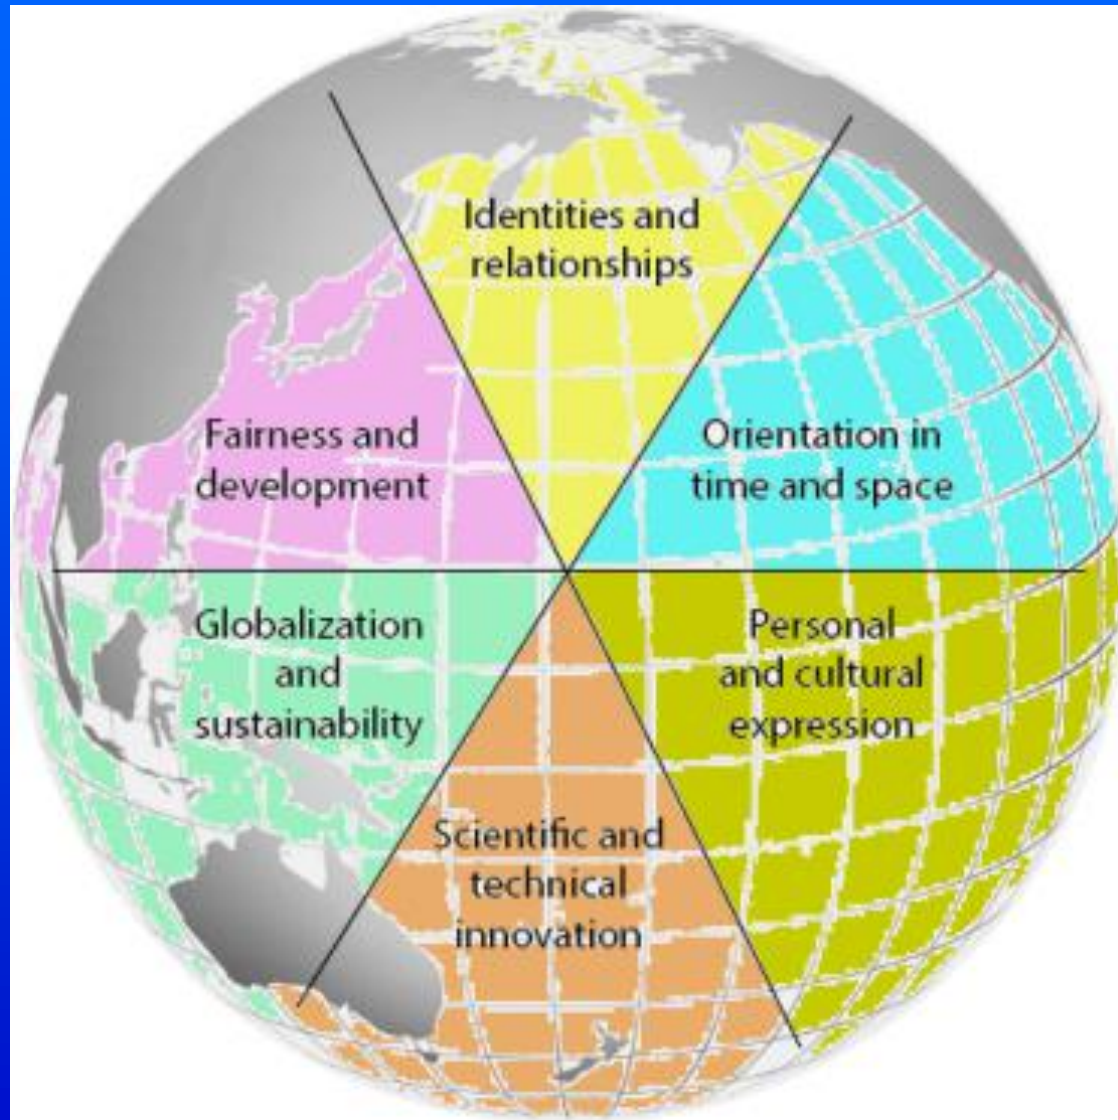 Identities and
relationships
Fairness and
development
Orientation in
time and space
Globalization
and
sustainability
Personal
and cultural
expression
Scientific and
technical
innovation